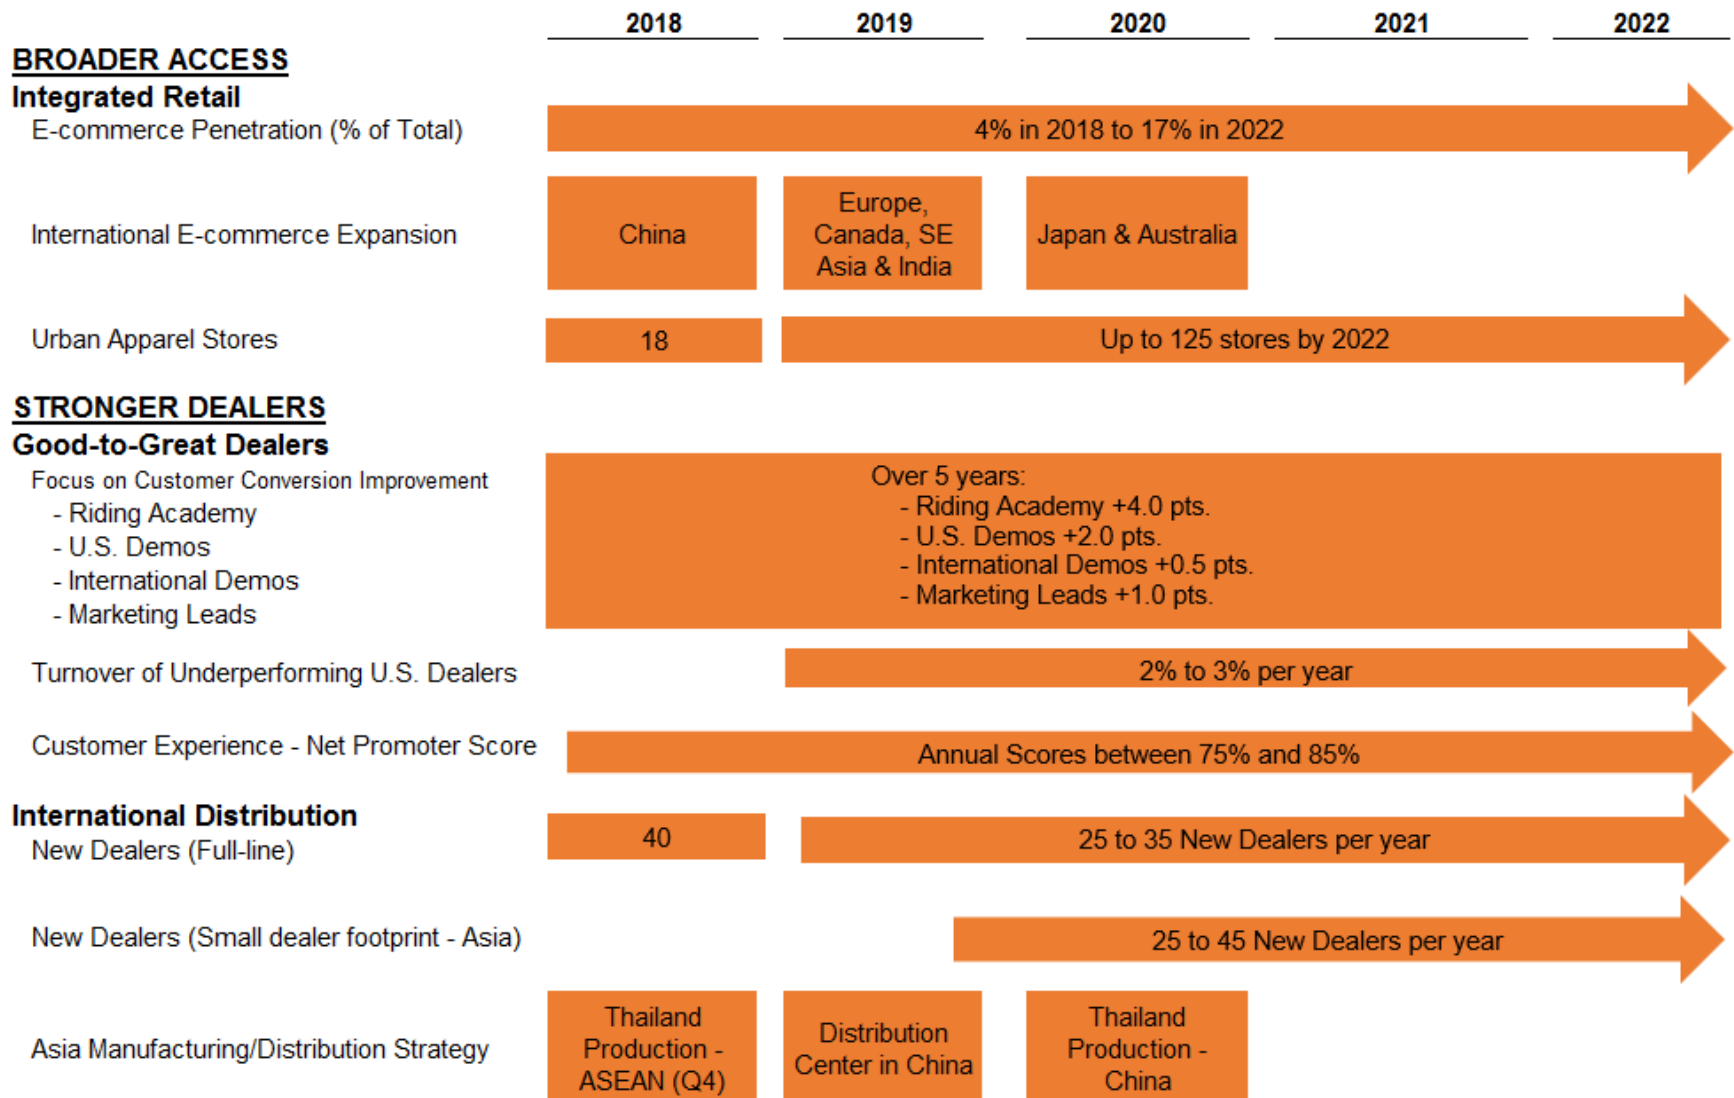 2018 2019 2020 2021 2022
BROADER ACCESS
Integrated Retail
E-commerce Penetration (% of Total)
4% in 2018 to 17% in 2022
International E-commerce Expansion
China
Europe,
Canada, SE
Asia & India
Japan & Australia
Urban Apparel Stores
18
Up to 125 stores by 2022
STRONGER DEALERS
Good-to-Great Dealers
Focus on Customer Conversion Improvement
- Riding Academy
- U.S. Demos
- International Demos
- Marketing Leads
Over 5 years:
- Riding Academy +4.0 pts.
- U.S. Demos +2.0 pts.
- International Demos +0.5 pts.
- Marketing Leads +1.0 pts.
Turnover of Underperforming U.S. Dealers
2% to 3% per year
Customer Experience - Net Promoter Score
Annual Scores between 75% and 85%
International Distribution
New Dealers (Full-line)
40
25 to 35 New Dealers per year
New Dealers (Small dealer footprint - Asia)
25 to 45 New Dealers per year
Asia Manufacturing/Distribution Strategy
Thailand
Production -
ASEAN (Q4)
Distribution
Center in China
Thailand
Production -
China